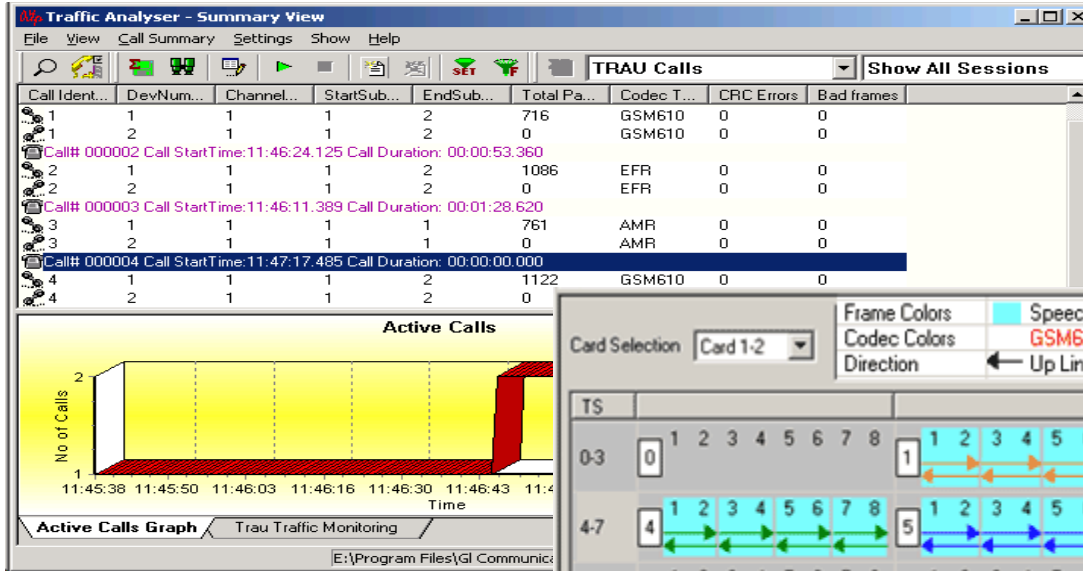 Traffic Analyser - Summary View
File View Call Summary Settings Show Help
SET F TRAU Calls Show All Sessions
Call Ident... DevNum... Channel... StartSub... EndSub... Total Pa... Codec T... CRC Errors Bad frames
1 1 1 1 2 716 GSM610 0 0
1 2 1 1 2 0 GSM610 0 0
Call# 000002 Call StartTime:11:46:24.125 Call Duration: 00:00:53.360
2 1 1 1 2 1086 EFR 0 0
2 2 1 1 2 0 EFR 0 0
Call# 000003 Call StartTime:11:46:11.389 Call Duration: 00:01:28.620
3 1 1 1 1 761 AMR 0 0
3 2 1 1 1 0 AMR 0 0
Call# 000004 Call StartTime:11:47:17.485 Call Duration: 00:00:00.000
4 1 1 1 2 1122 GSM610 0 0
4 2 1 1 2 0
Active Calls
No of Calls
2
1
11:45:38 11:45:50 11:46:03 11:46:16 11:46:30 11:46:43 11:4
Time
Active Calls Graph Trau Traffic Monitoring
E:\Program Files\Gl Communica
Card Selection Card 1-2
Frame Colors Speec
Codec Colors GSM6
Direction Up Lin
TS
0-3 0 1 2 3 4 5 6 7 8 1 1 2 3 4 5
4-7 4 1 2 3 4 5 6 7 8 5 1 2 3 4 5